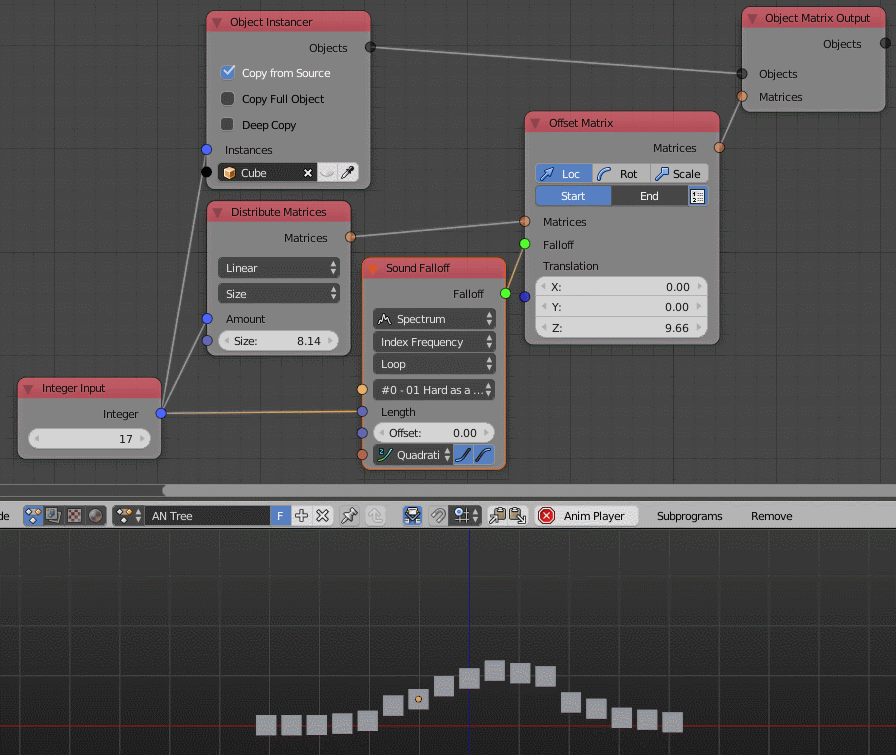 Object Instancer
Objects
Copy from Source
Copy Full Object
Deep Copy
Instances
Cube
Object Matrix Output
Objects
Objects
Matrices
Offset Matrix
Matrices
Loc Rot Scale
Start End
Matrices
Falloff
Translation
X: 0.00
Y: 0.00
Z: 9.66
Distribute Matrices
Matrices
Linear
Size
Amount
Size: 8.14
Sound Falloff
Falloff
Spectrum
Index Frequency
Loop
#0 - 01 Hard as a ...
Length
Offset: 0.00
Quadrati
Integer Input
Integer
17
de AN Tree F Anim Player Subprograms Remove